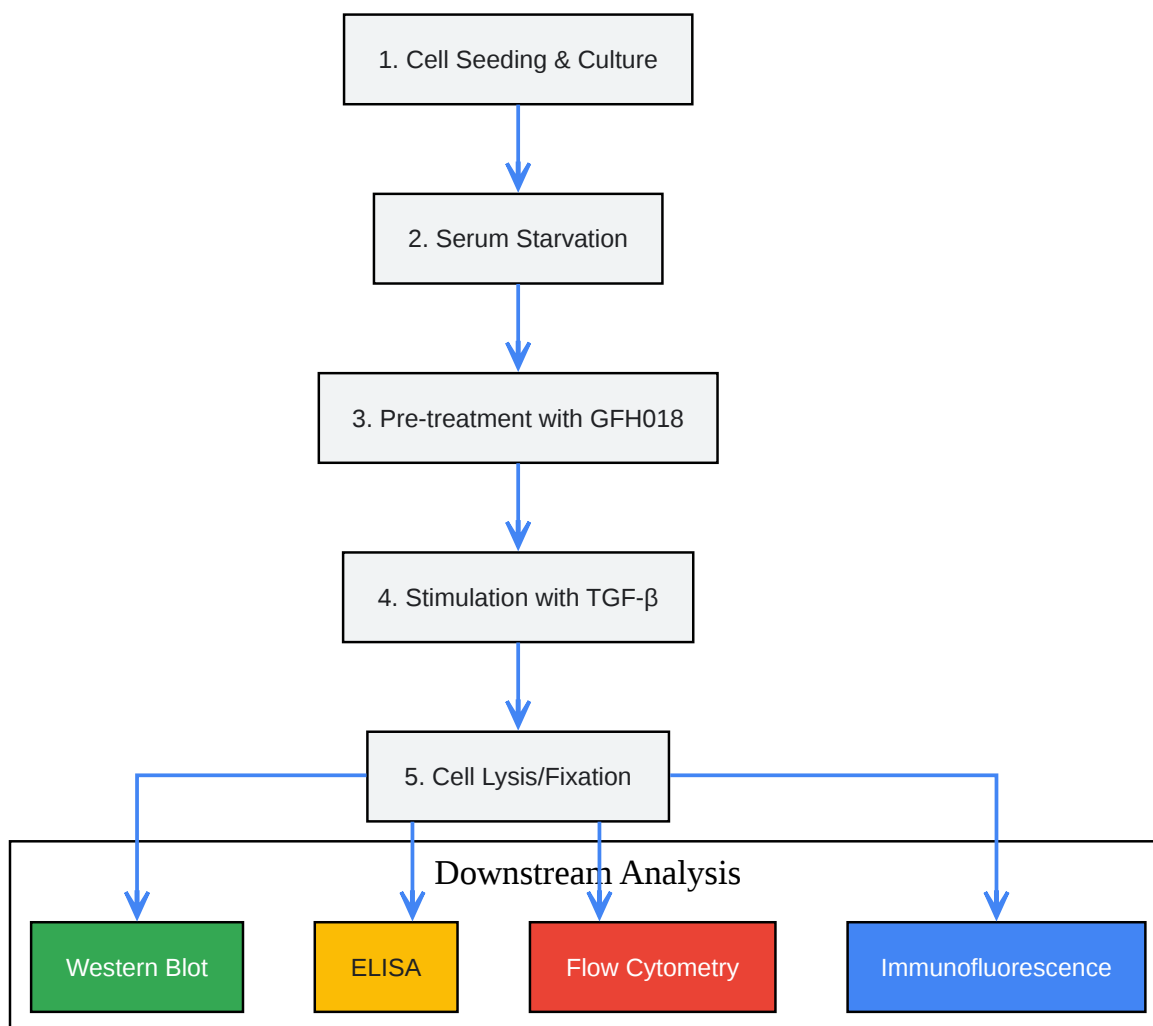 1. Cell Seeding & Culture
2. Serum Starvation
3. Pre-treatment with GFH018
4. Stimulation with TGF-β
5. Cell Lysis/Fixation
Downstream Analysis
Western Blot
ELISA
Flow Cytometry
Immunofluorescence